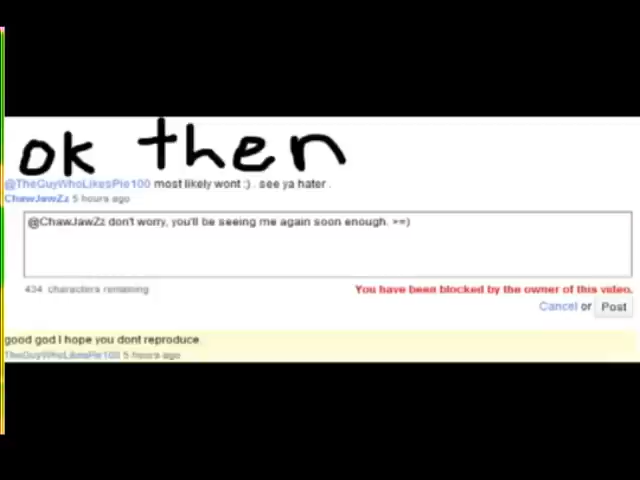 ok then
@TheGuyWhoLikesPie100 most likely wont :) . see ya hater .
ChawJawZz 5 hours ago
@ChawJawZz don't worry, you'll be seeing me again soon enough. >=)
434 characters remaining
You have been blocked by the owner of this video.
Cancel or Post
good god I hope you dont reproduce.
TheGuyWhoLikesPie100 5 hours ago